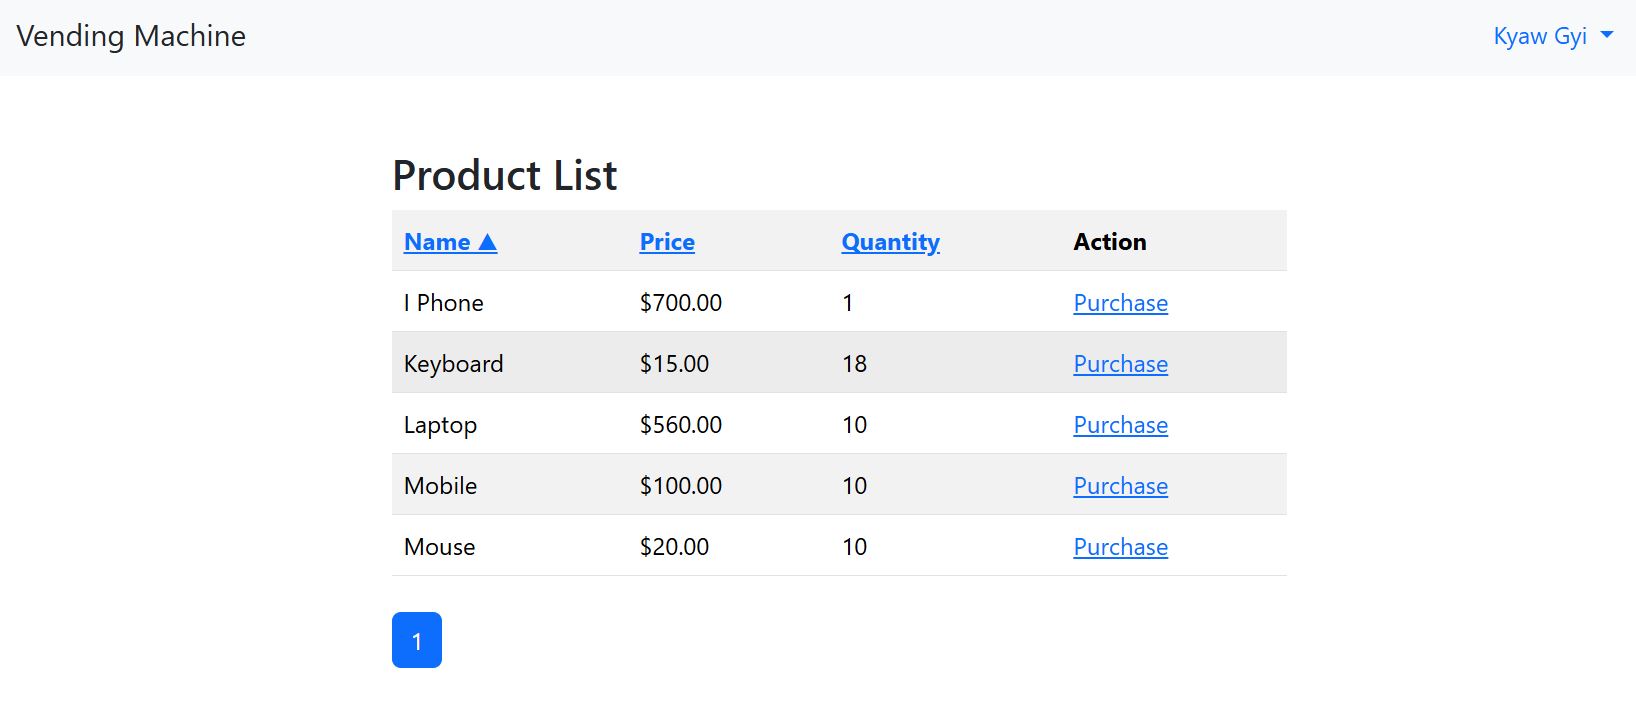 Vending Machine Kyaw Gyi
Product List
Name ▲ Price Quantity Action
I Phone $700.00 1 Purchase
Keyboard $15.00 18 Purchase
Laptop $560.00 10 Purchase
Mobile $100.00 10 Purchase
Mouse $20.00 10 Purchase
1